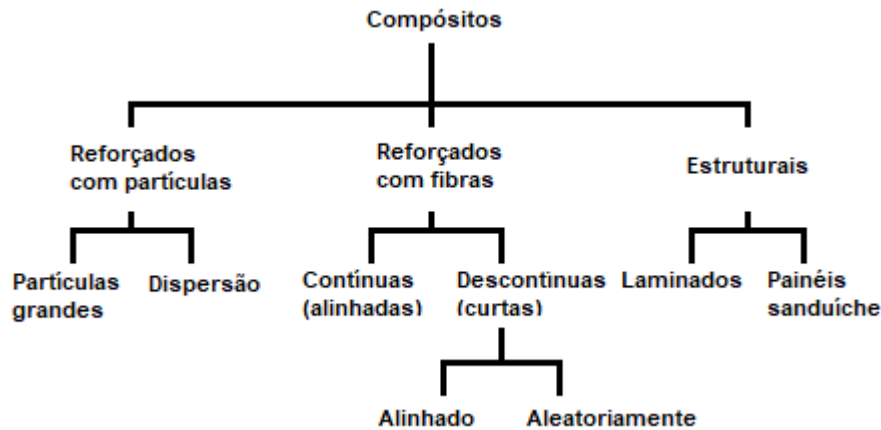 Compósitos
Reforçados
com partículas
Reforçados
com fibras
Estruturais
Partículas
grandes
Dispersão
Contínuas
(alinhadas)
Descontinuas
(curtas)
Laminados
Painéis
sanduíche
Alinhado
Aleatoriamente